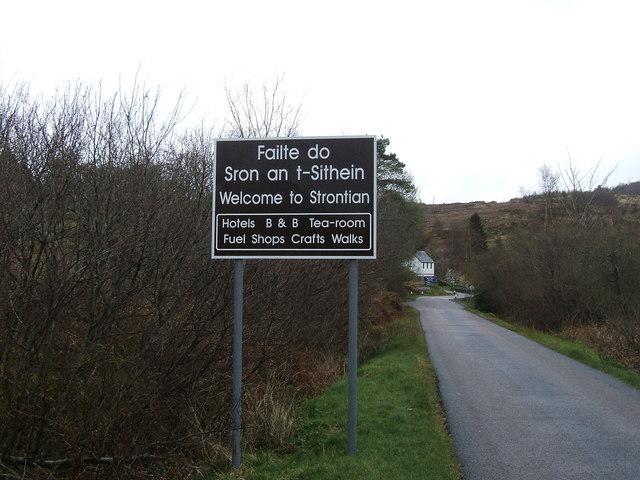 Failte do
Sron an t-Sithein
Welcome to Strontian
Hotels B & B Tea-room
Fuel Shops Crafts Walks